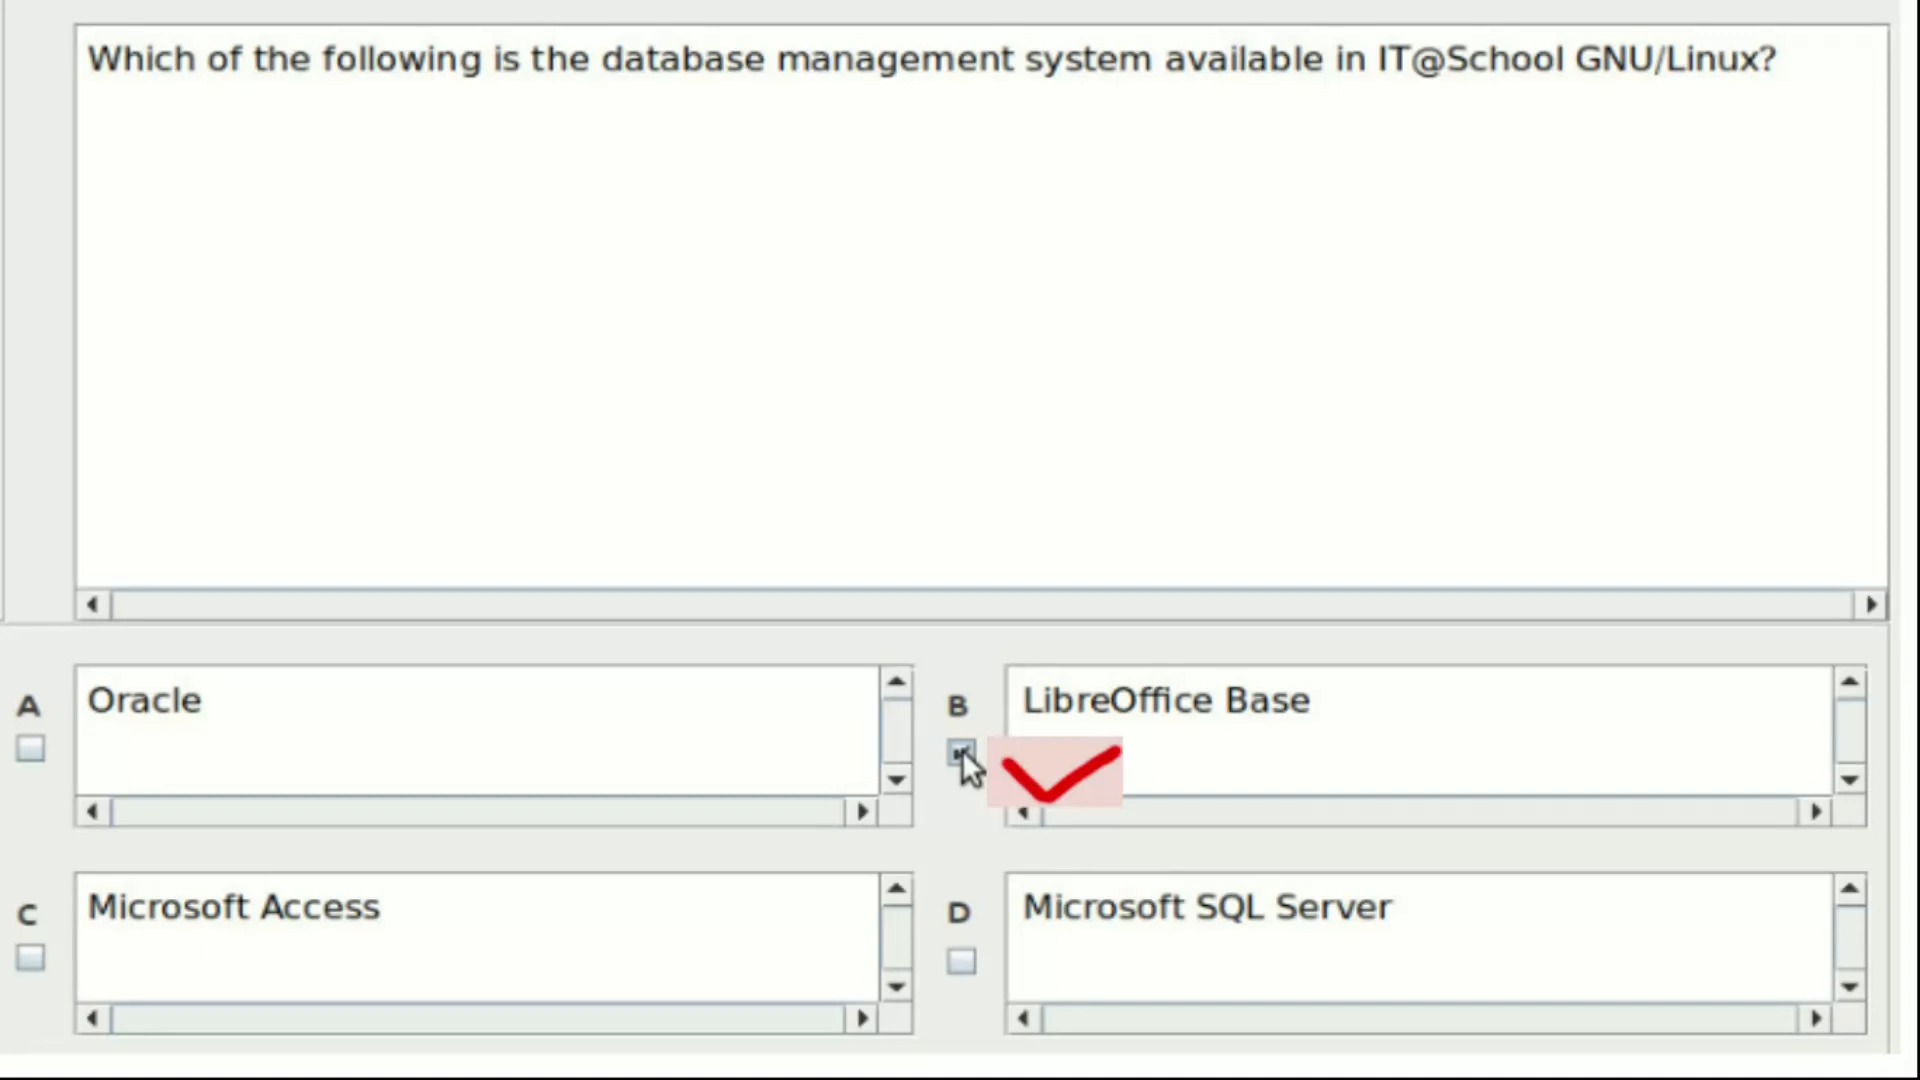 Which of the following is the database management system available in IT@School GNU/Linux?
A
Oracle
B
LibreOffice Base
C
Microsoft Access
D
Microsoft SQL Server